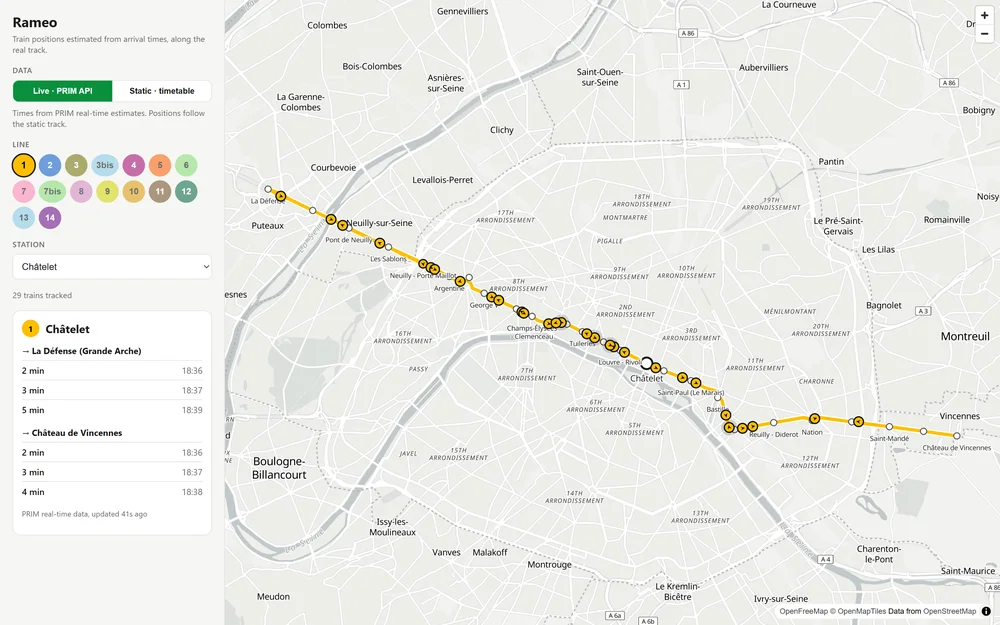 Rameo
Train positions estimated from arrival times, along the
real track.
DATA
Live · PRIM API
Static · timetable
Times from PRIM real-time estimates. Positions follow
the static track.
LINE
1 2 3 3bis 4 5 6
7 7bis 8 9 10 11 12
13 14
STATION
Châtelet
29 trains tracked
1 Châtelet
→ La Défense (Grande Arche)
2 min 18:36
3 min 18:37
5 min 18:39
→ Château de Vincennes
2 min 18:36
3 min 18:37
4 min 18:38
PRIM real-time data, updated 41s ago
Gennevilliers
La Courneuve
Colombes
A 86
+
−
Bois-Colombes
Asnières-
sur-Seine
Saint-Ouen-
sur-Seine
Aubervilliers
A 1
A 86
La Garenne-
Colombes
Bobigny
Clichy
Courbevoie
Levallois-Perret
Pantin
La Défense
Puteaux
Neuilly-sur-Seine
Pont de Neuilly
Les Sablons
Neuilly - Porte Maillot
Argentine
George
Champs-Élysées
Clemenceau
Tuileries
Louvre - Rivoli
Châtelet
Saint-Paul (Le Marais)
Bastille
Reuilly - Diderot
Nation
Saint-Mandé
Vincennes
Château de Vincennes
17TH
ARRONDISSEMENT
18TH
ARRONDISSEMENT
MONTMARTRE
19TH
ARRONDISSEMENT
PIGALLE
Le Pré-Saint-
Gervais
Noisy
Romainville
Les Lilas
8TH
ARRONDISSEMENT
9TH
ARRONDISSEMENT
10TH
ARRONDISSEMENT
2ND
ARRONDISSEMENT
3RD
ARRONDISSEMENT
MÉNILMONTANT
20TH
ARRONDISSEMENT
Bagnolet
A 3
Montreuil
esnes
16TH
ARRONDISSEMENT
PASSY
7TH
ARRONDISSEMENT
11TH
ARRONDISSEMENT
CHARONNE
6TH
ARRONDISSEMENT
5TH
ARRONDISSEMENT
12TH
ARRONDISSEMENT
JAVEL
15TH
ARRONDISSEMENT
Boulogne-
Billancourt
14TH
ARRONDISSEMENT
13TH
ARRONDISSEMENT
Issy-les-
Moulineaux
Vanves
Malakoff
Montrouge
Meudon
Le Kremlin-
Bicêtre
Ivry-sur-Seine
A 4
Charenton-
le-Pont
Saint-Maurice
A 6a
A 6b
OpenFreeMap © OpenMapTiles Data from OpenStreetMap